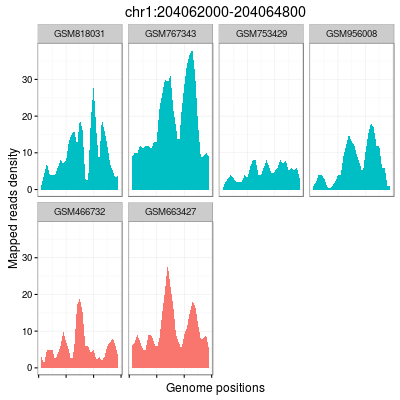 chr1:204062000-204064800
GSM818031 GSM767343 GSM753429 GSM956008
30
20
10
0
GSM466732 GSM663427
30
20
10
0
Mapped reads density
Genome positions